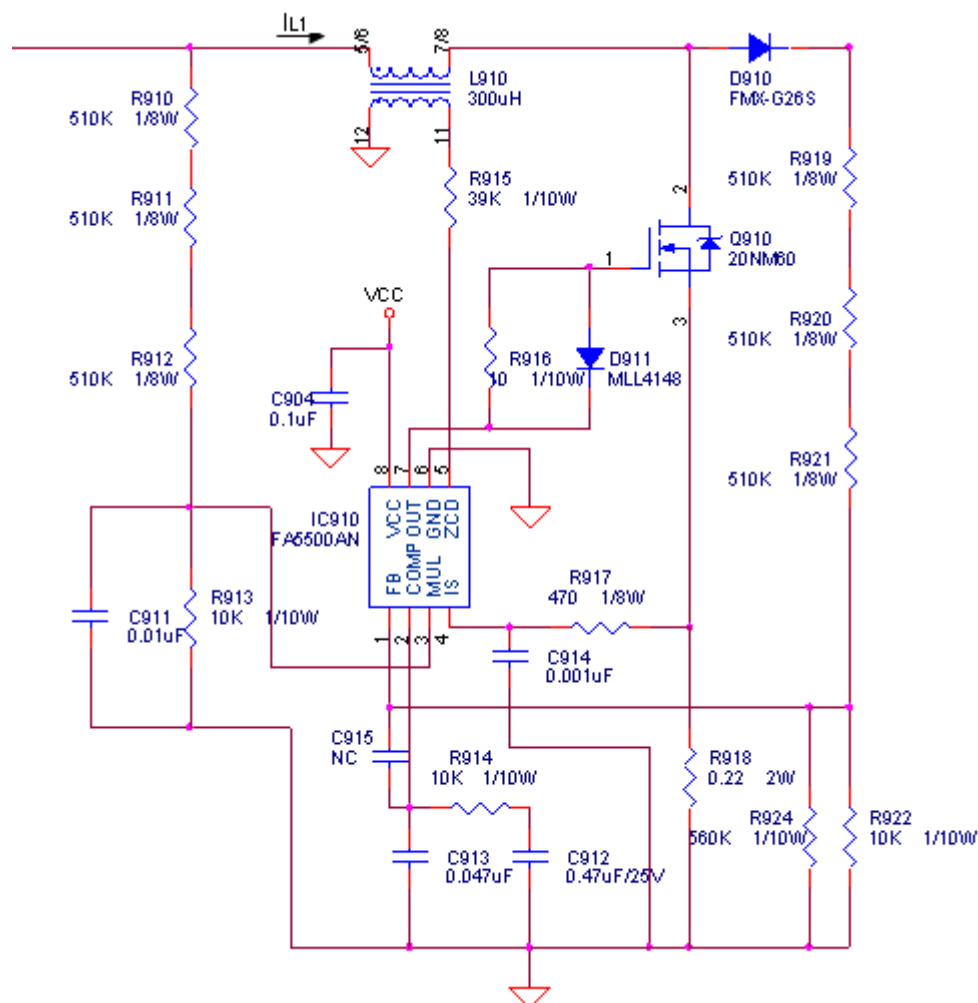 IL1
5/6
7/8
L910
300uH
12
11
D910
FMX-G26S
R910
510K 1/8W
R911
510K 1/8W
R912
510K 1/8W
R915
39K 1/10W
R919
510K 1/8W
2
Q910
20NM60
1
3
VCC
R916
10 1/10W
D911
MLL4148
R920
510K 1/8W
C904
0.1uF
R921
510K 1/8W
8
7
6
5
IC910
FA5500AN
VCC
OUT
GND
ZCD
FB
COMP
MUL
IS
1
2
3
4
R917
470 1/8W
C911
0.01uF
R913
10K 1/10W
C914
0.001uF
C915
NC
R914
10K 1/10W
R918
0.22 2W
R924
560K 1/10W
R922
10K 1/10W
C913
0.047uF
C912
0.47uF/25V